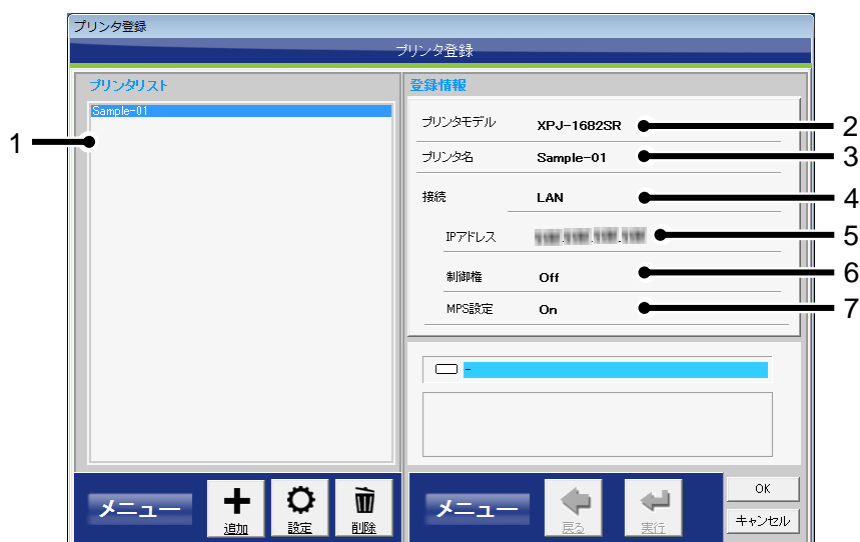 プリンタ登録
プリンタ登録
プリンタリスト
Sample-01
1
登録情報
プリンタモデル XPJ-1682SR 2
プリンタ名 Sample-01 3
接続 LAN 4
IPアドレス 5
制御権 Off 6
MPS設定 On 7
-
メニュー 追加 設定 削除
メニュー 戻る 実行
OK
キャンセル